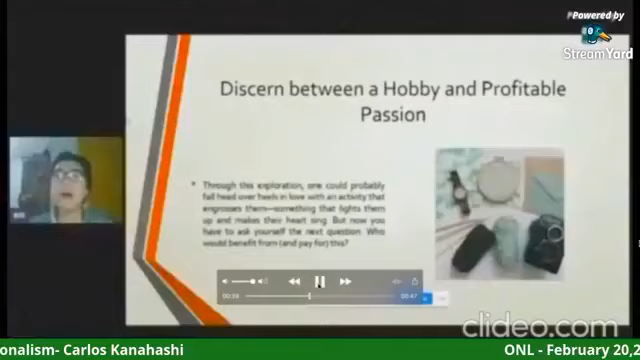 Powered by
StreamYard
Discern between a Hobby and Profitable
Passion
Through this exploration, one could probably
fall head over heels in love with an activity that
engrosses them—something that lights them
up and makes their heart sing. But now you
have to ask yourself the next question: Who
would benefit from (and pay for) this?
00:39
00:47
clideo.com
onalism- Carlos Kanahashi
ONL - February 20,2